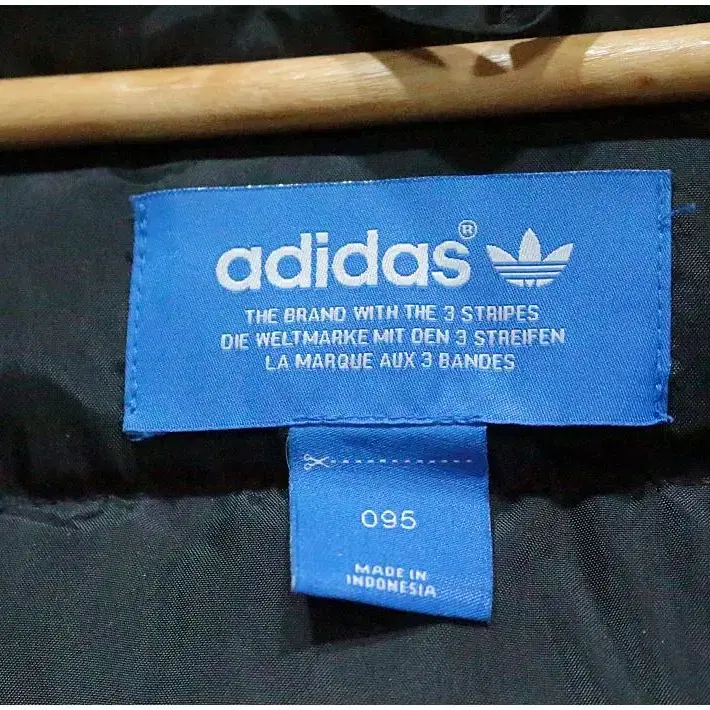 adidas®
THE BRAND WITH THE 3 STRIPES
DIE WELTMARKE MIT DEN 3 STREIFEN
LA MARQUE AUX 3 BANDES
095
MADE IN
INDONESIA